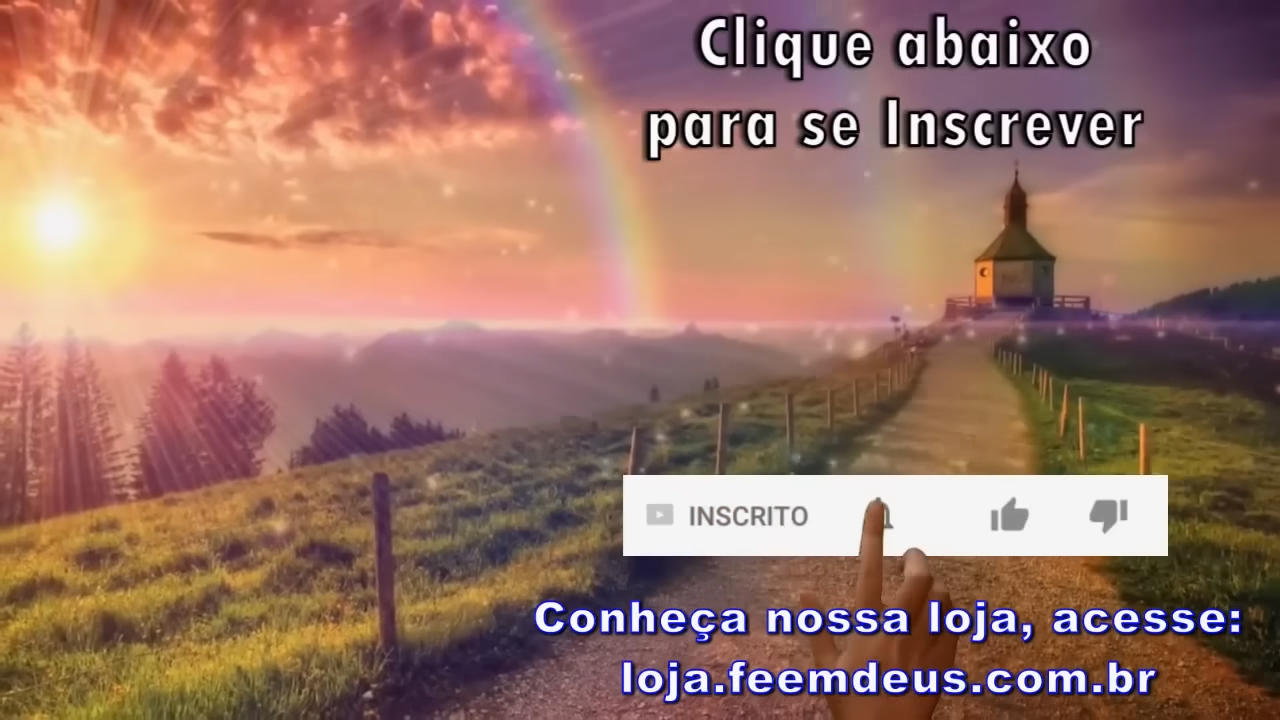 Clique abaixo
para se Inscrever
INSCRITO
Conheça nossa loja, acesse:
loja.feemdeus.com.br